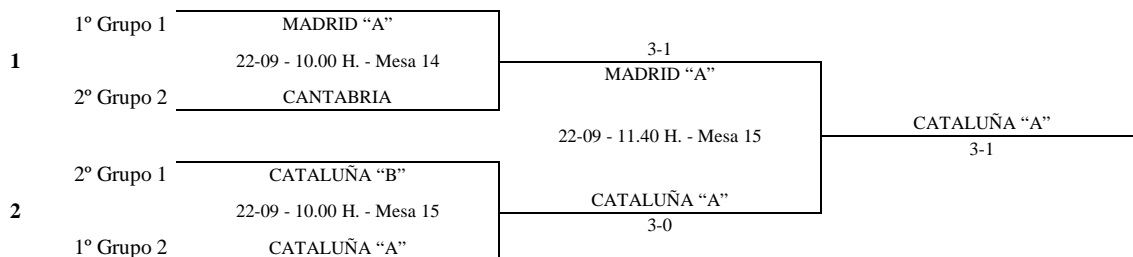 1º Grupo 1 MADRID “A”
3-1
1 22-09 - 10.00 H. - Mesa 14
MADRID “A”
2º Grupo 2 CANTABRIA
CATALUÑA “A”
22-09 - 11.40 H. - Mesa 15
3-1
2º Grupo 1 CATALUÑA “B”
CATALUÑA “A”
2 22-09 - 10.00 H. - Mesa 15
3-0
1º Grupo 2 CATALUÑA “A”